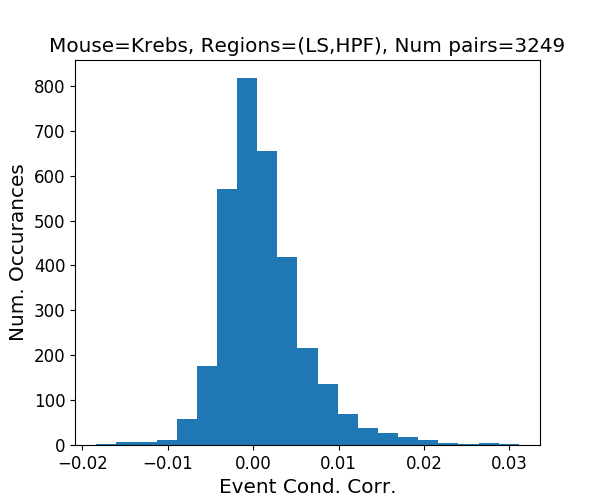 Mouse=Krebs, Regions=(LS,HPF), Num pairs=3249
800
700
600
500
400
300
200
100
0
Num. Occurances
−0.02 −0.01 0.00 0.01 0.02 0.03
Event Cond. Corr.